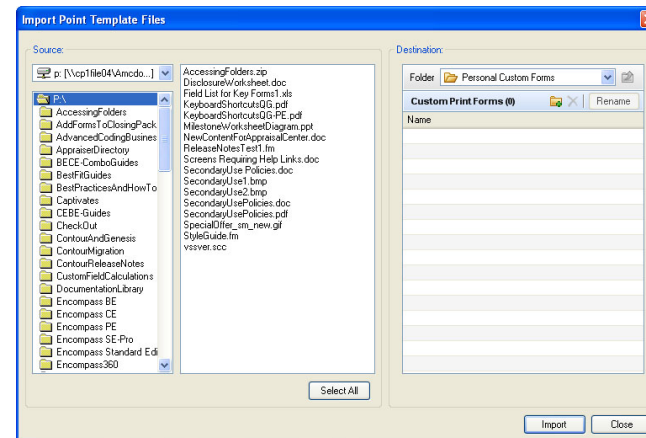 Import Point Template Files
Source:
p: [\\cp1file04\Amcdo...]
P:\
AccessingFolders
AddFormsToClosingPack
AdvancedCodingBusines
AppraiserDirectory
BECE-ComboGuides
BestFitGuides
BestPracticesAndHowTo
Captivates
CEBE-Guides
CheckOut
ContourAndGenesis
ContourMigration
ContourReleaseNotes
CustomFieldCalculations
DocumentationLibrary
Encompass BE
Encompass CE
Encompass PE
Encompass SE-Pro
Encompass Standard Edi
Encompass360
AccessingFolders.zip
DisclosureWorksheet.doc
Field List for Key Forms1.xls
KeyboardShortcutsQG.pdf
KeyboardShortcutsQG-PE.pdf
MilestoneWorksheetDiagram.ppt
NewContentForAppraisalCenter.doc
ReleaseNotesTest1.fm
Screens Requiring Help Links.doc
SecondaryUse Policies.doc
SecondaryUse1.bmp
SecondaryUse2.bmp
SecondaryUsePolicies.doc
SecondaryUsePolicies.pdf
SpecialOffer_sm_new.gif
StyleGuide.fm
vssver.scc
Select All
Destination:
Folder Personal Custom Forms
Custom Print Forms (0) Rename
Name
Import Close